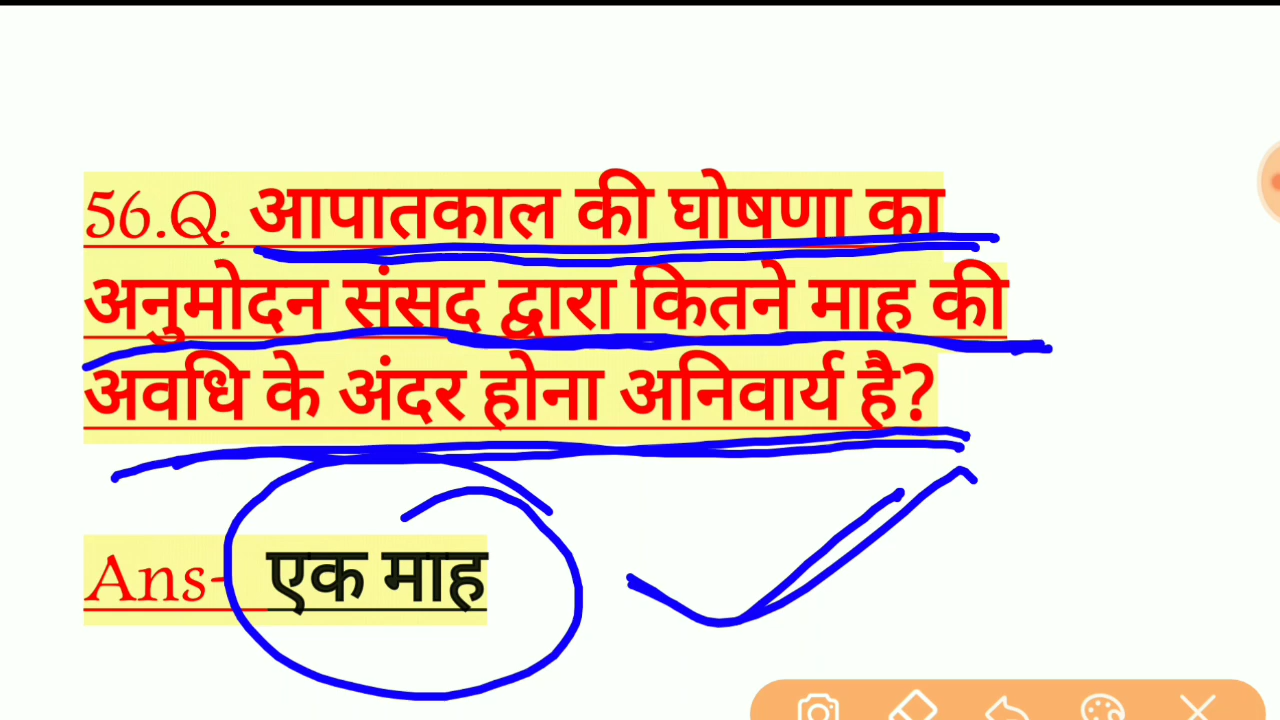 56.Q. आपातकाल की घोषणा का
अनुमोदन संसद द्वारा कितने माह की
अवधि के अंदर होना अनिवार्य है?
Ans- एक माह